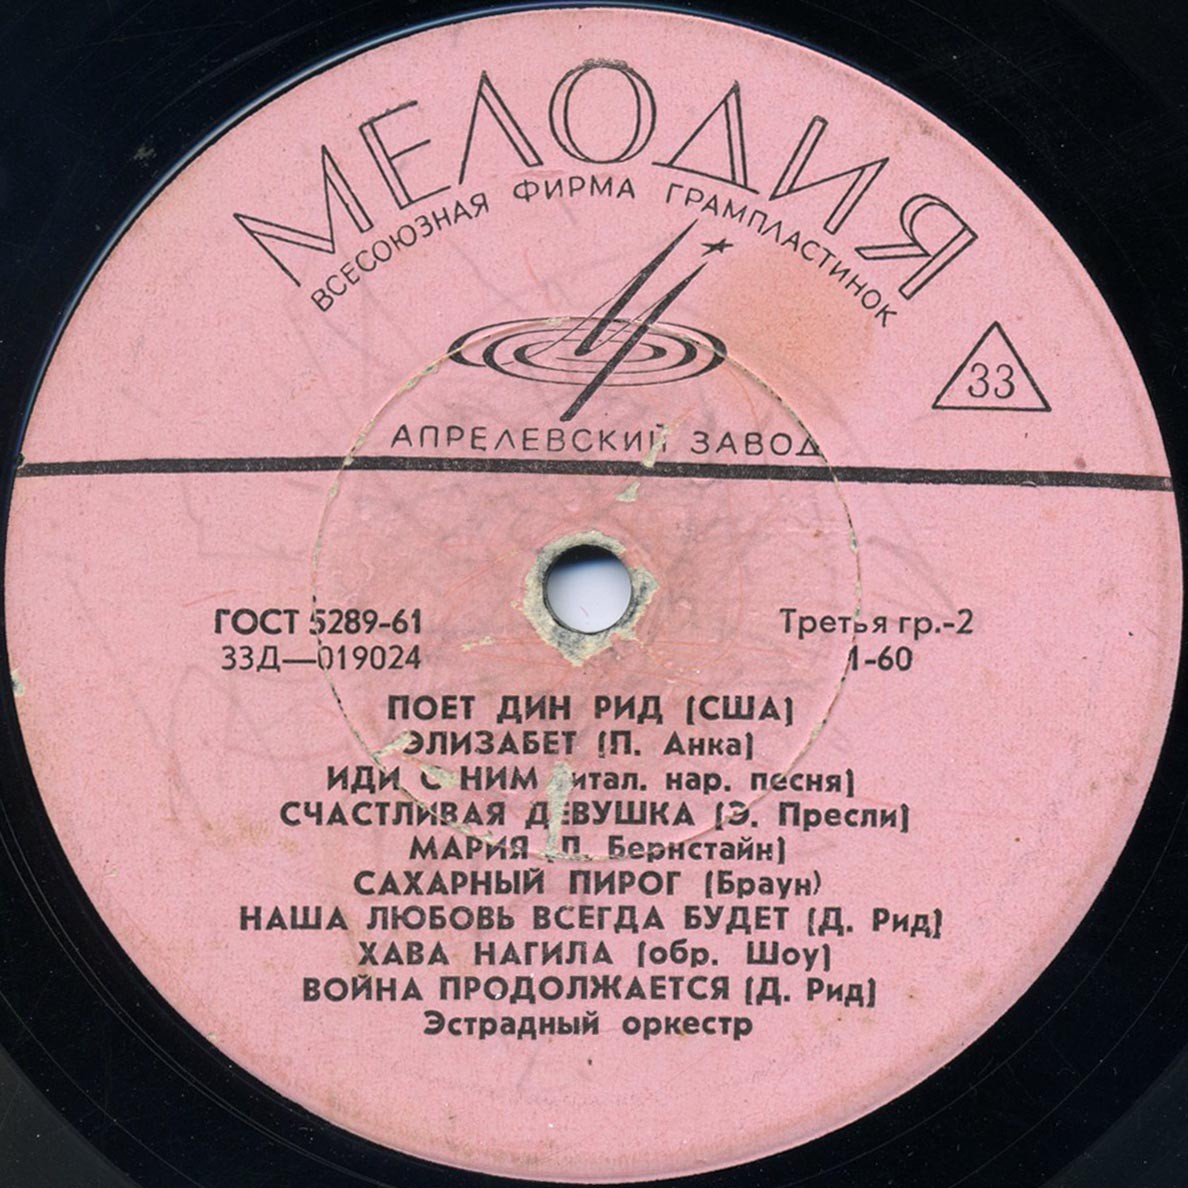 МЕЛОДИЯ
ВСЕСОЮЗНАЯ ФИРМА ГРАМПЛАСТИНОК
33
АПРЕЛЕВСКИЙ ЗАВОД
ГОСТ 5289-61
33Д—019024
Третья гр.-2
1-60
ПОЕТ ДИН РИД (США)
ЭЛИЗАБЕТ (П. Анка)
ИДИ С НИМ (итал. нар. песня)
СЧАСТЛИВАЯ ДЕВУШКА (Э. Пресли)
МАРИЯ (Л. Бернстайн)
САХАРНЫЙ ПИРОГ (Браун)
НАША ЛЮБОВЬ ВСЕГДА БУДЕТ (Д. Рид)
ХАВА НАГИЛА (обр. Шоу)
ВОЙНА ПРОДОЛЖАЕТСЯ (Д. Рид)
Эстрадный оркестр